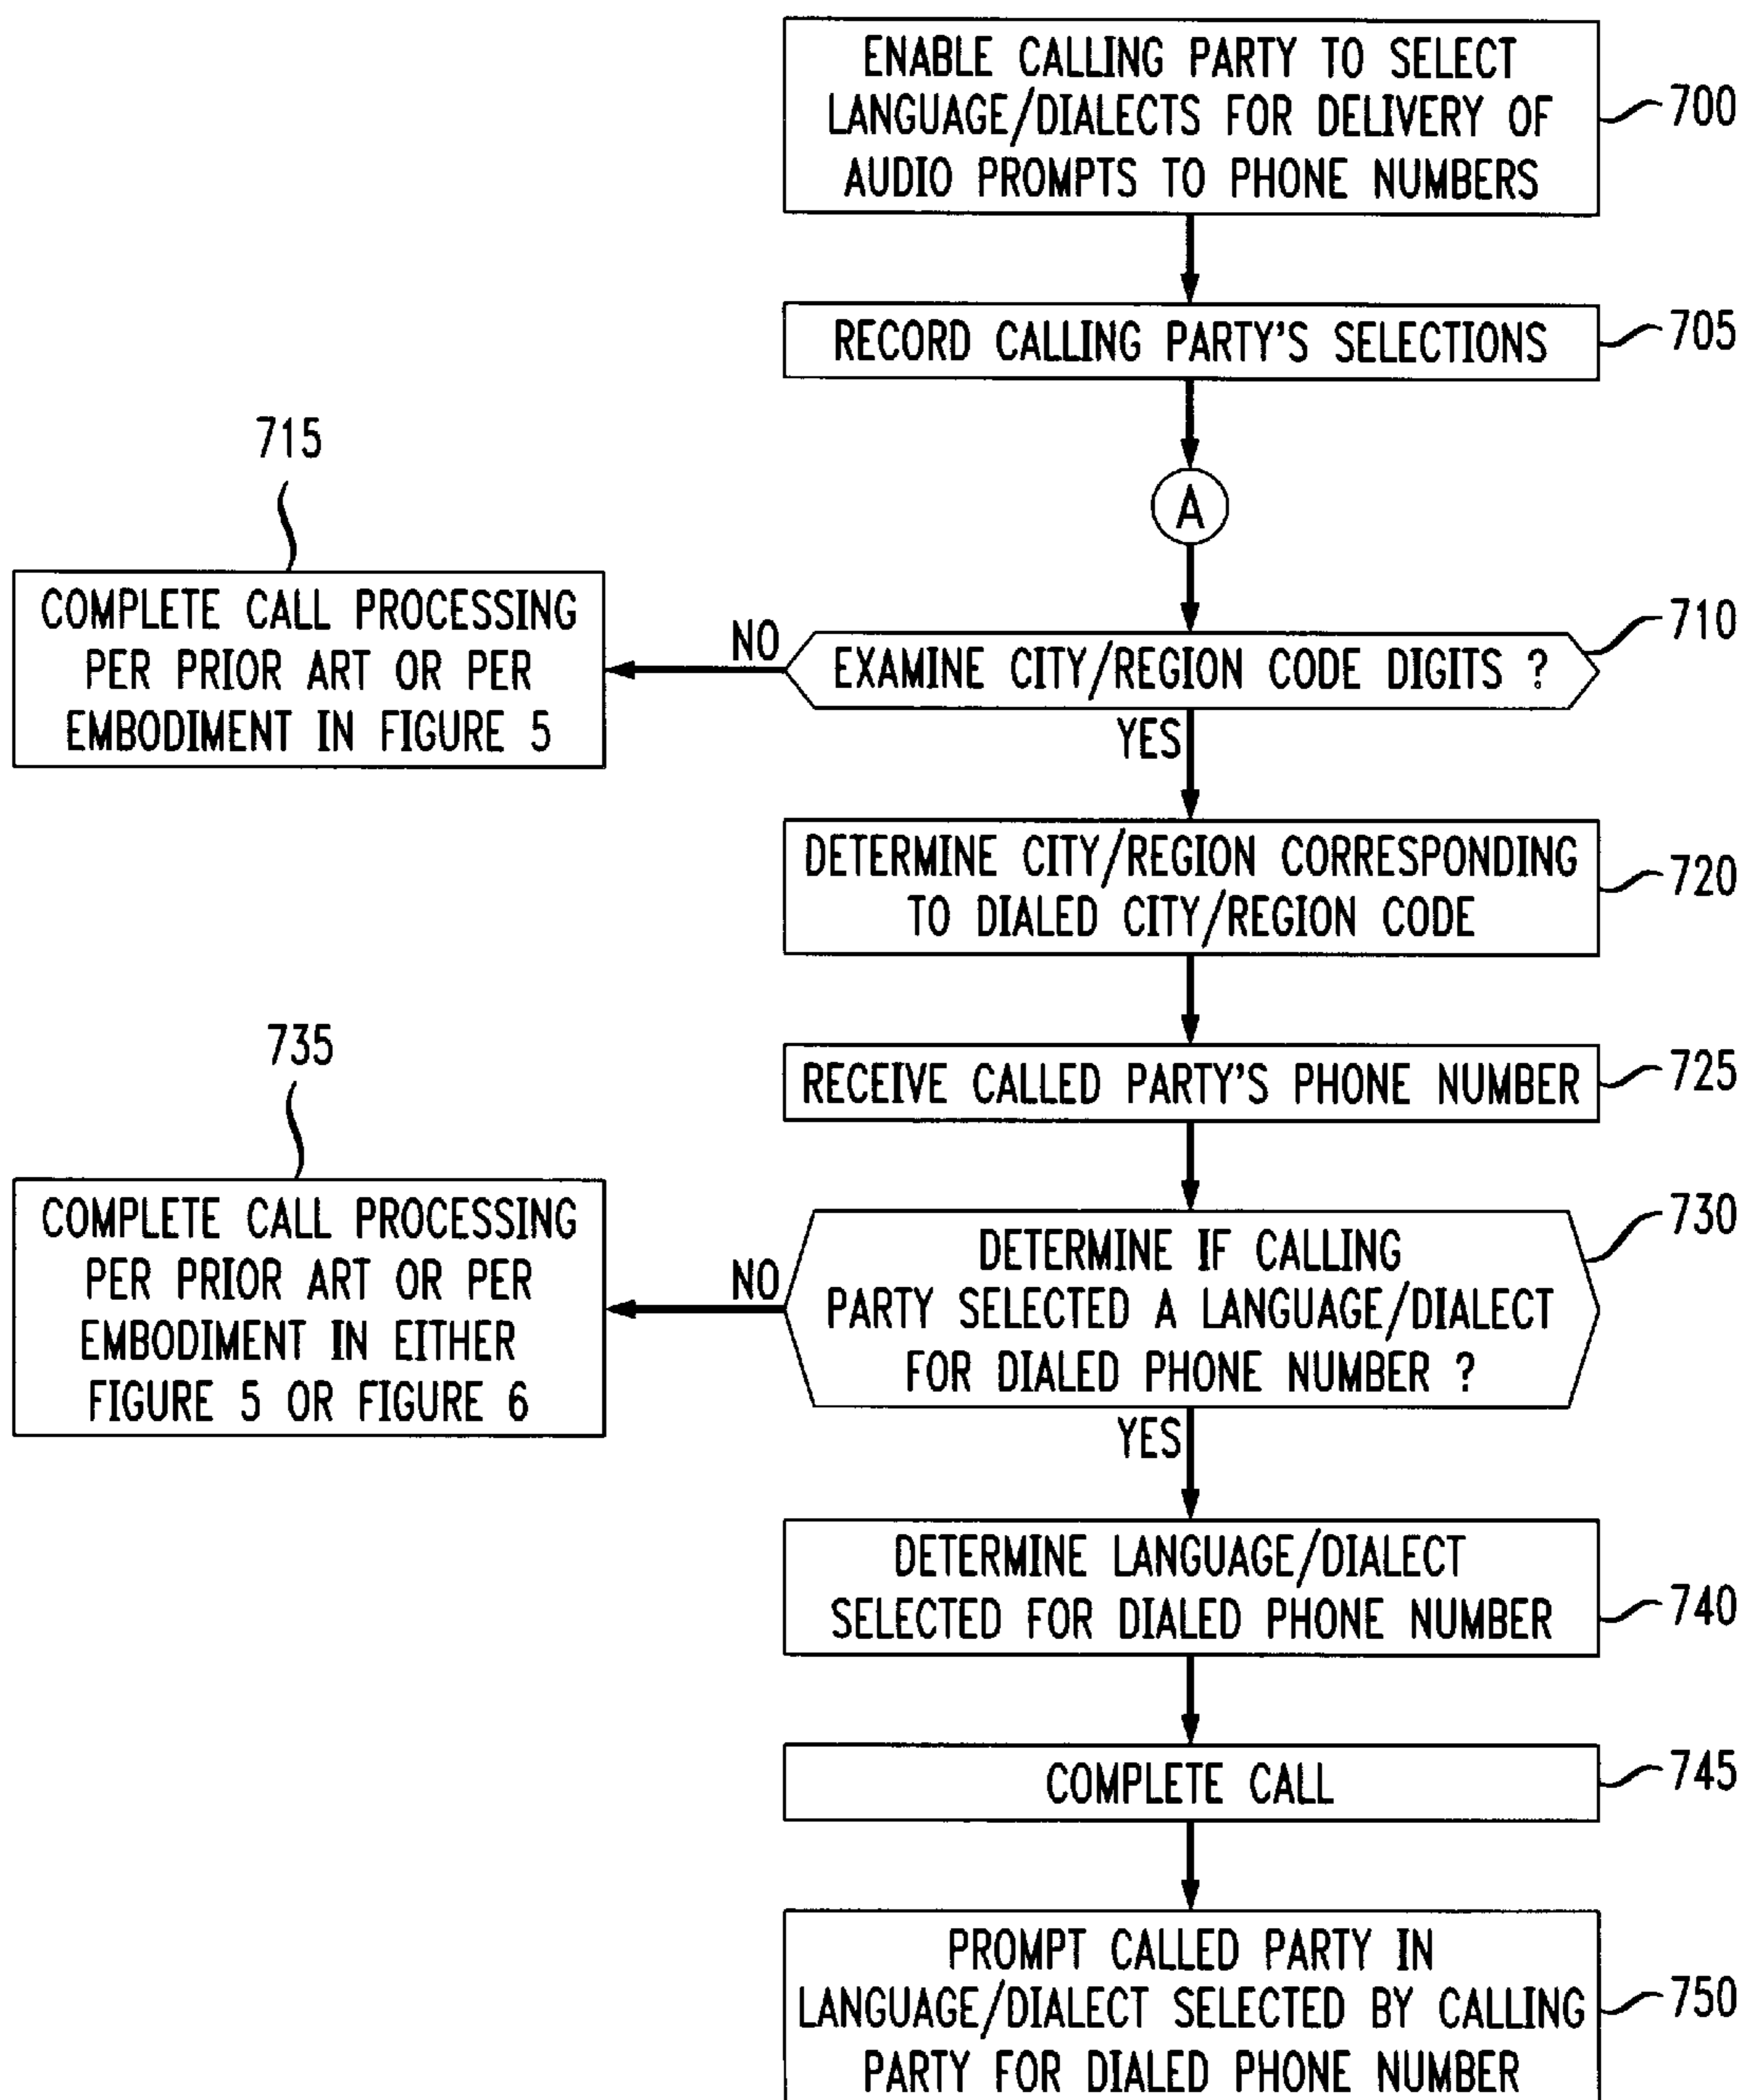 ENABLE CALLING PARTY TO SELECT
LANGUAGE/DIALECTS FOR DELIVERY OF
AUDIO PROMPTS TO PHONE NUMBERS
700
RECORD CALLING PARTY'S SELECTIONS
705
A
715
COMPLETE CALL PROCESSING
PER PRIOR ART OR PER
EMBODIMENT IN FIGURE 5
NO
EXAMINE CITY/REGION CODE DIGITS ?
710
YES
DETERMINE CITY/REGION CORRESPONDING
TO DIALED CITY/REGION CODE
720
RECEIVE CALLED PARTY'S PHONE NUMBER
725
735
COMPLETE CALL PROCESSING
PER PRIOR ART OR PER
EMBODIMENT IN EITHER
FIGURE 5 OR FIGURE 6
NO
DETERMINE IF CALLING
PARTY SELECTED A LANGUAGE/DIALECT
FOR DIALED PHONE NUMBER ?
730
YES
DETERMINE LANGUAGE/DIALECT
SELECTED FOR DIALED PHONE NUMBER
740
COMPLETE CALL
745
PROMPT CALLED PARTY IN
LANGUAGE/DIALECT SELECTED BY CALLING
PARTY FOR DIALED PHONE NUMBER
750